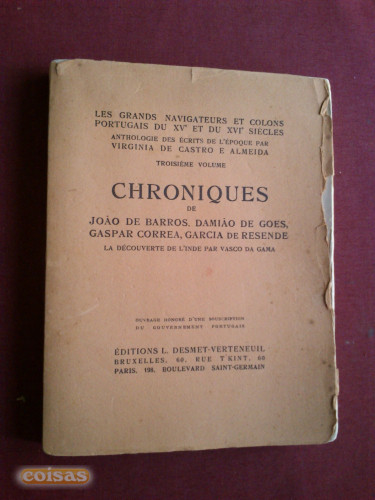 LES GRANDS NAVIGATEURS ET COLONS
PORTUGAIS DU XVe ET DU XVIe SIÈCLES
ANTHOLOGIE DES ÉCRITS DE L'ÉPOQUE PAR
VIRGINIA DE CASTRO E ALMEIDA
TROISIÈME VOLUME
CHRONIQUES
DE
JOÃO DE BARROS, DAMIÃO DE GOES,
GASPAR CORREA, GARCIA DE RESENDE
LA DÉCOUVERTE DE L'INDE PAR VASCO DA GAMA
OUVRAGE HONORÉ D'UNE SOUSCRIPTION
DU GOUVERNEMENT PORTUGAIS
ÉDITIONS L. DESMET-VERTENEUIL
BRUXELLES, 60, RUE T'KINT, 60
PARIS, 196, BOULEVARD SAINT-GERMAIN
coisas